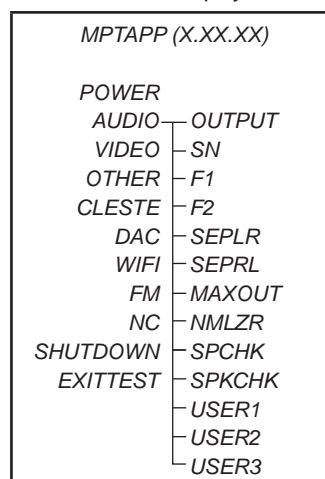 MPTAPP (X.XX.XX)
POWER
AUDIO OUTPUT
VIDEO SN
OTHER F1
CLESTE F2
DAC SEPLR
WIFI SEPRL
FM MAXOUT
NC NMLZR
SHUTDOWN SPCHK
EXITTEST SPKCHK
USER1
USER2
USER3